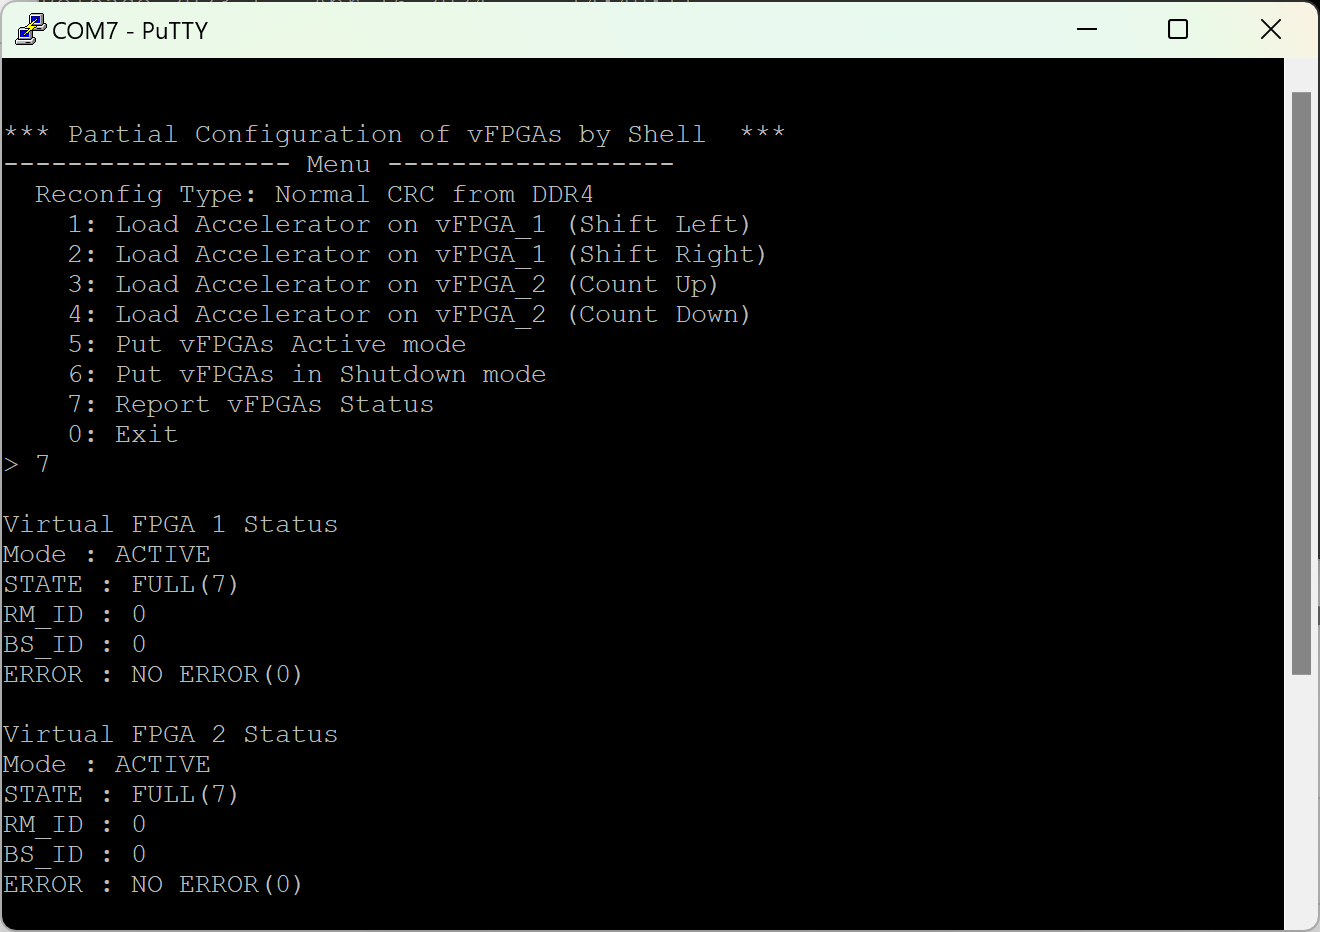 COM7 - PuTTY
*** Partial Configuration of vFPGAs by Shell  ***
------------------ Menu ------------------
  Reconfig Type: Normal CRC from DDR4
    1: Load Accelerator on vFPGA_1 (Shift Left)
    2: Load Accelerator on vFPGA_1 (Shift Right)
    3: Load Accelerator on vFPGA_2 (Count Up)
    4: Load Accelerator on vFPGA_2 (Count Down)
    5: Put vFPGAs Active mode
    6: Put vFPGAs in Shutdown mode
    7: Report vFPGAs Status
    0: Exit
> 7
Virtual FPGA 1 Status
Mode : ACTIVE
STATE : FULL(7)
RM_ID : 0
BS_ID : 0
ERROR : NO ERROR(0)
Virtual FPGA 2 Status
Mode : ACTIVE
STATE : FULL(7)
RM_ID : 0
BS_ID : 0
ERROR : NO ERROR(0)